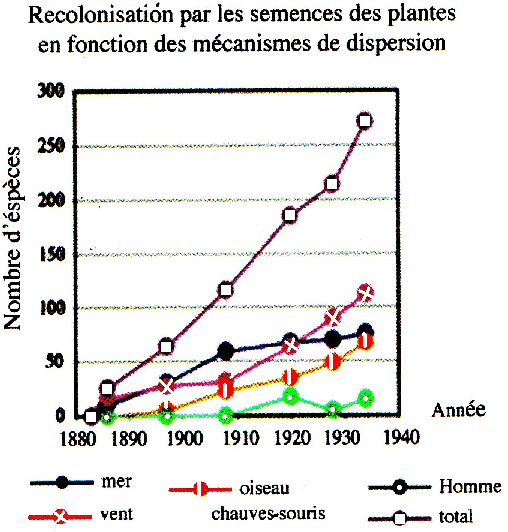 Recolonisation par les semences des plantes
en fonction des mécanismes de dispersion
300
250
200
150
100
50
0
Nombre d'éspèces
1880 1890 1900 1910 1920 1930 1940
Année
mer
oiseau
Homme
vent
chauves-souris
total